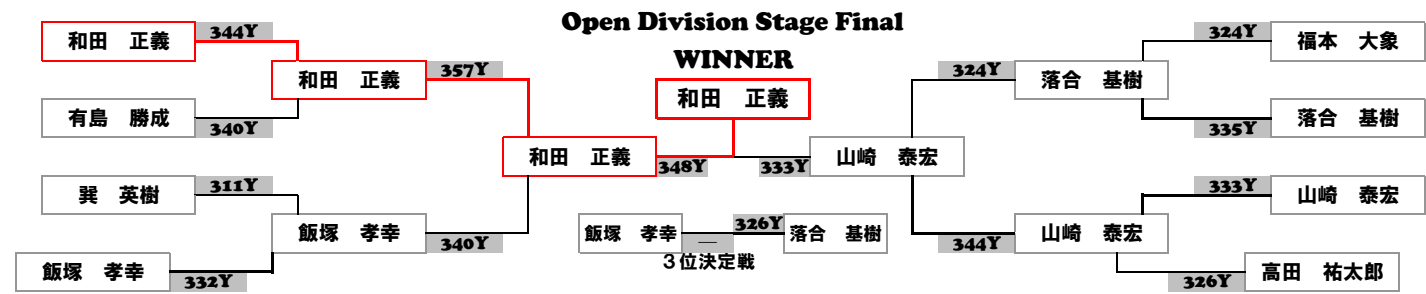 Open Division Stage Final
WINNER
和田　正義
和田　正義
344Y
和田　正義
357Y
有島　勝成
340Y
和田　正義
348Y
巽　英樹
311Y
飯塚　孝幸
340Y
飯塚　孝幸
332Y
飯塚　孝幸
—
326Y
落合　基樹
３位決定戦
333Y
山崎　泰宏
324Y
落合　基樹
324Y
福本　大象
335Y
落合　基樹
344Y
山崎　泰宏
333Y
山崎　泰宏
326Y
高田　祐太郎